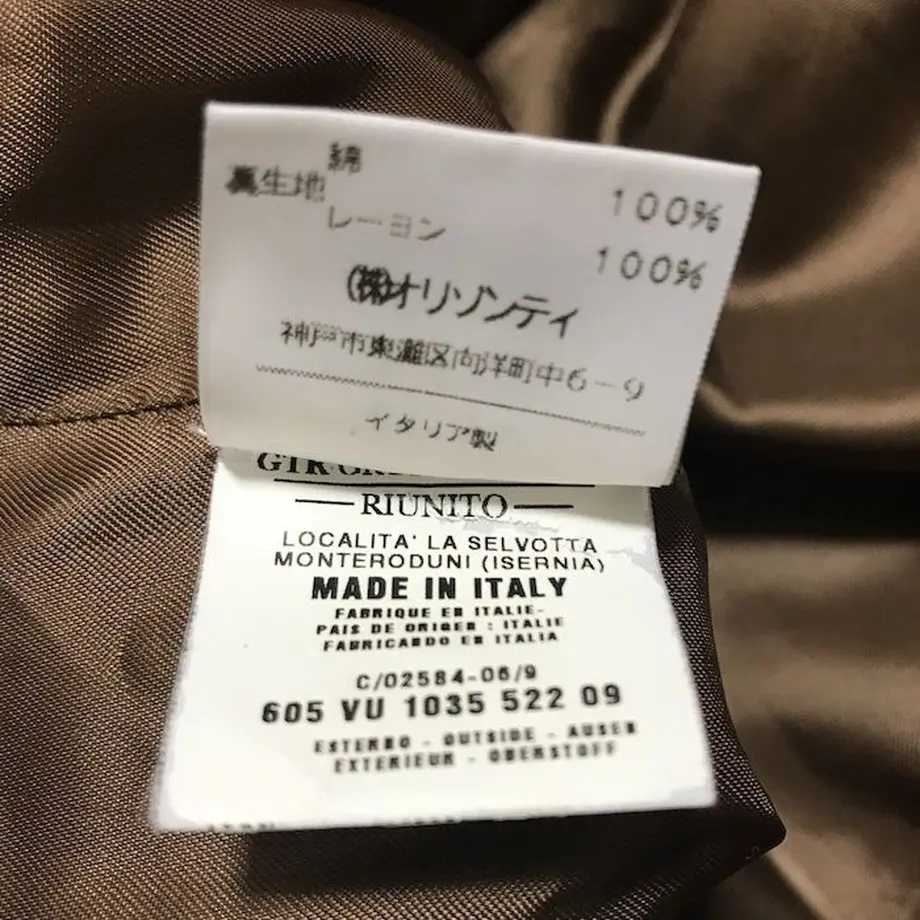 綿 100%
裏生地
レーヨン 100%
(株)オリゾンティ
神戸市東灘区向洋町中6-9
イタリア製
RIUNITO
LOCALITA' LA SELVOTTA
MONTERODUNI (ISERNIA)
MADE IN ITALY
FABRIQUE EN ITALIE-
PAIS DE ORIGEN : ITALIE
FABRICANDO EN ITALIA
C/02584-06/9
605 VU 1035 522 09
ESTERNO - OUTSIDE - AUSEN
EXTERIEUR - OBERSTOFF